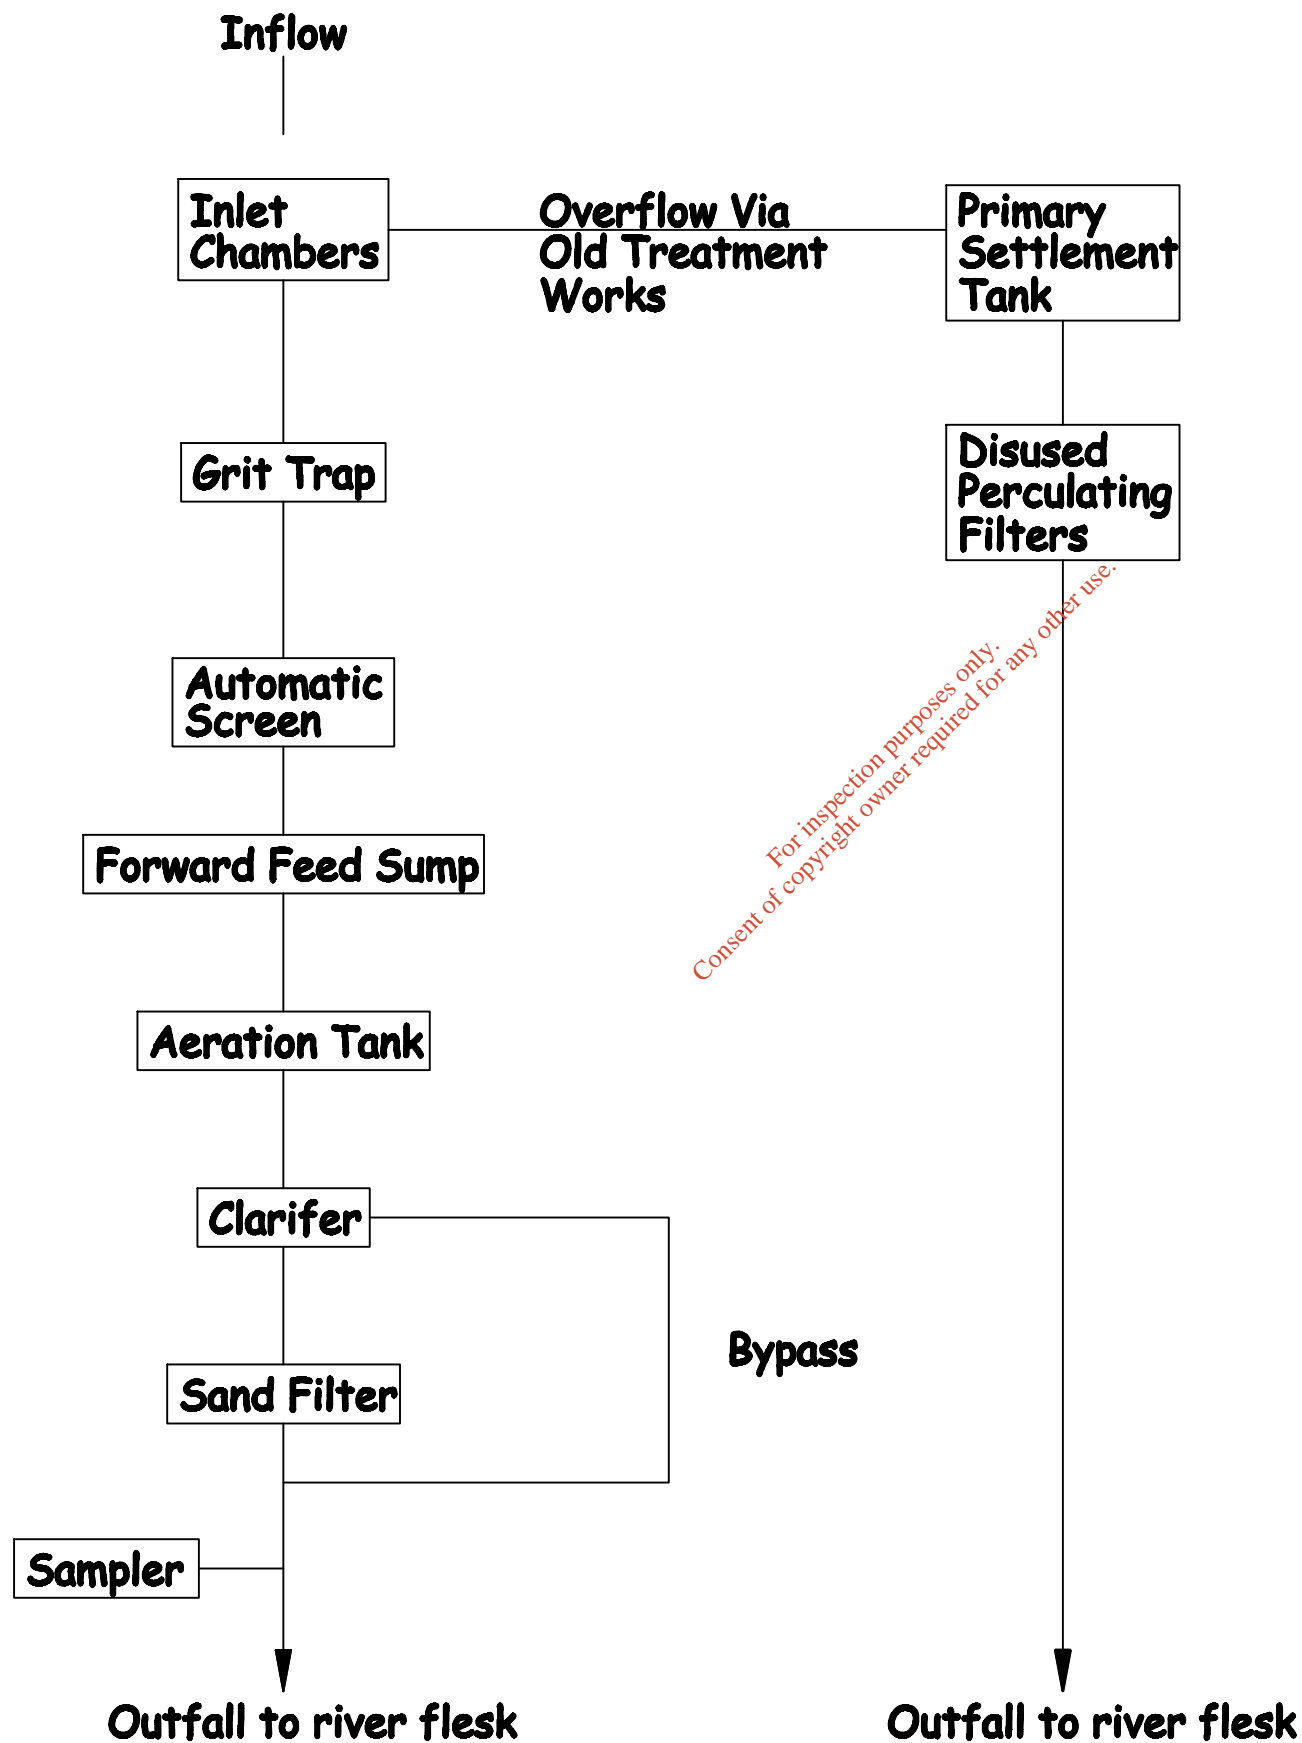 Inflow
Inlet
Chambers
Overflow Via
Old Treatment
Works
Primary
Settlement
Tank
Grit Trap
Disused
Perculating
Filters
Automatic
Screen
For inspection purposes only.
Consent of copyright owner required for any other use.
Forward Feed Sump
Aeration Tank
Clarifer
Bypass
Sand Filter
Sampler
Outfall to river flesk
Outfall to river flesk